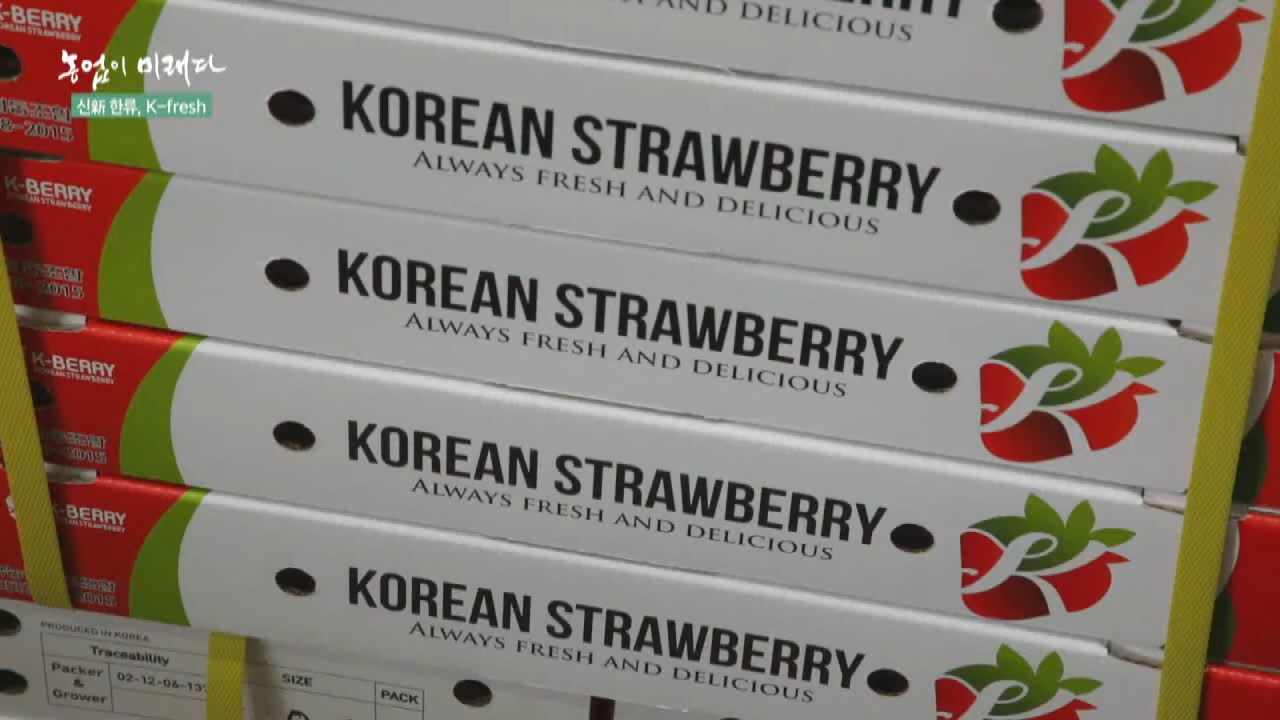 농업이 미래다
신新 한류, K-fresh
K-BERRY
KOREAN STRAWBERRY
AND DELICIOUS
KOREAN STRAWBERRY
ALWAYS FRESH AND DELICIOUS
K-BERRY
KOREAN STRAWBERRY
KOREAN STRAWBERRY
ALWAYS FRESH AND DELICIOUS
K-BERRY
KOREAN STRAWBERRY
KOREAN STRAWBERRY
ALWAYS FRESH AND DELICIOUS
K-BERRY
KOREAN STRAWBERRY
KOREAN STRAWBERRY
ALWAYS FRESH AND DELICIOUS
PRODUCED IN KOREA
Traceability
Packer & Grower
02-12-06-13
SIZE
PACK